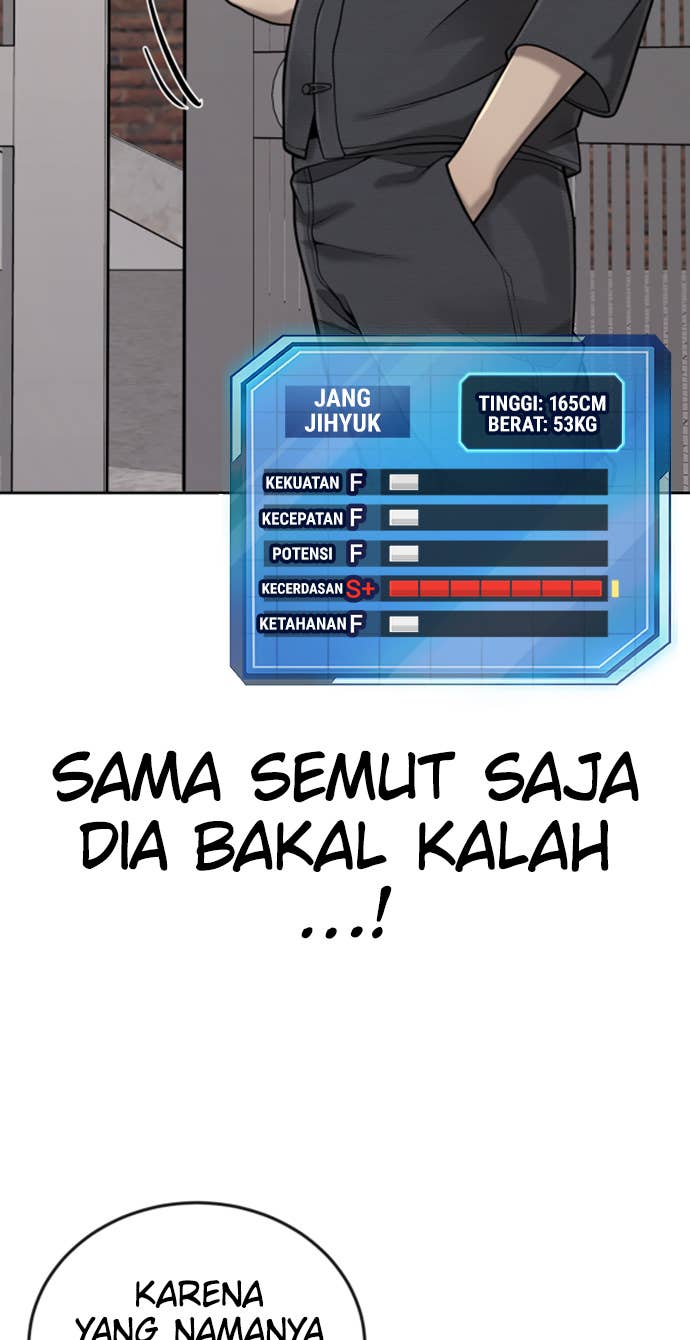 JANG
JIHYUK
TINGGI: 165CM
BERAT: 53KG
KEKUATAN F
KECEPATAN F
POTENSI F
KECERDASAN S+
KETAHANAN F
SAMA SEMUT SAJA
DIA BAKAL KALAH
...!
KARENA
YANG NAMANYA